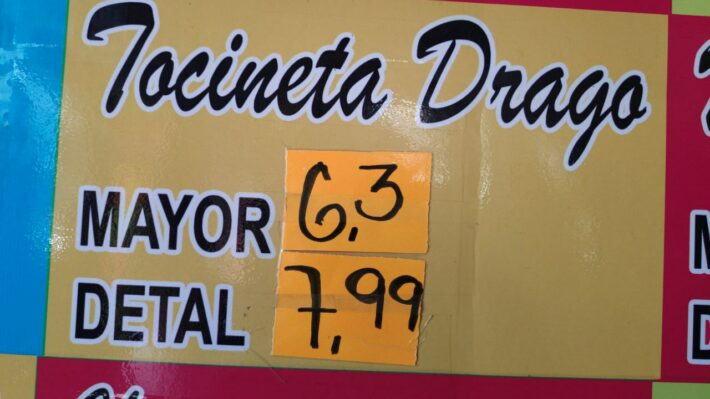 Tocineta Drago
MAYOR 6,3
DETAL 7,99